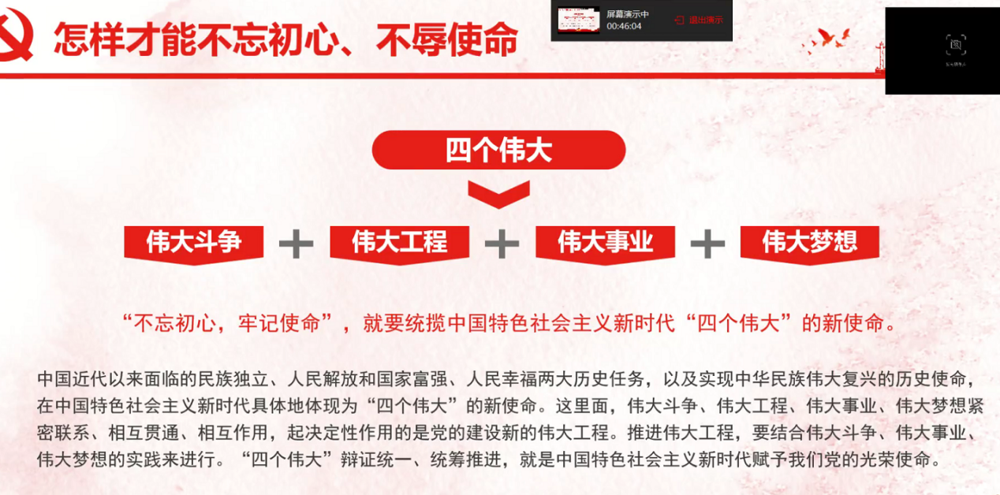 怎样才能不忘初心、不辱使命
屏幕演示中
00:46:04
退出演示
四个伟大
伟大斗争
伟大工程
伟大事业
伟大梦想
“不忘初心，牢记使命”，就要统揽中国特色社会主义新时代“四个伟大”的新使命。
中国近代以来面临的民族独立、人民解放和国家富强、人民幸福两大历史任务，以及实现中华民族伟大复兴的历史使命，
在中国特色社会主义新时代具体地体现为“四个伟大”的新使命。这里面，伟大斗争、伟大工程、伟大事业、伟大梦想紧
密联系、相互贯通、相互作用，起决定性作用的是党的建设新的伟大工程。推进伟大工程，要结合伟大斗争、伟大事业、
伟大梦想的实践来进行。“四个伟大”辩证统一、统筹推进，就是中国特色社会主义新时代赋予我们党的光荣使命。